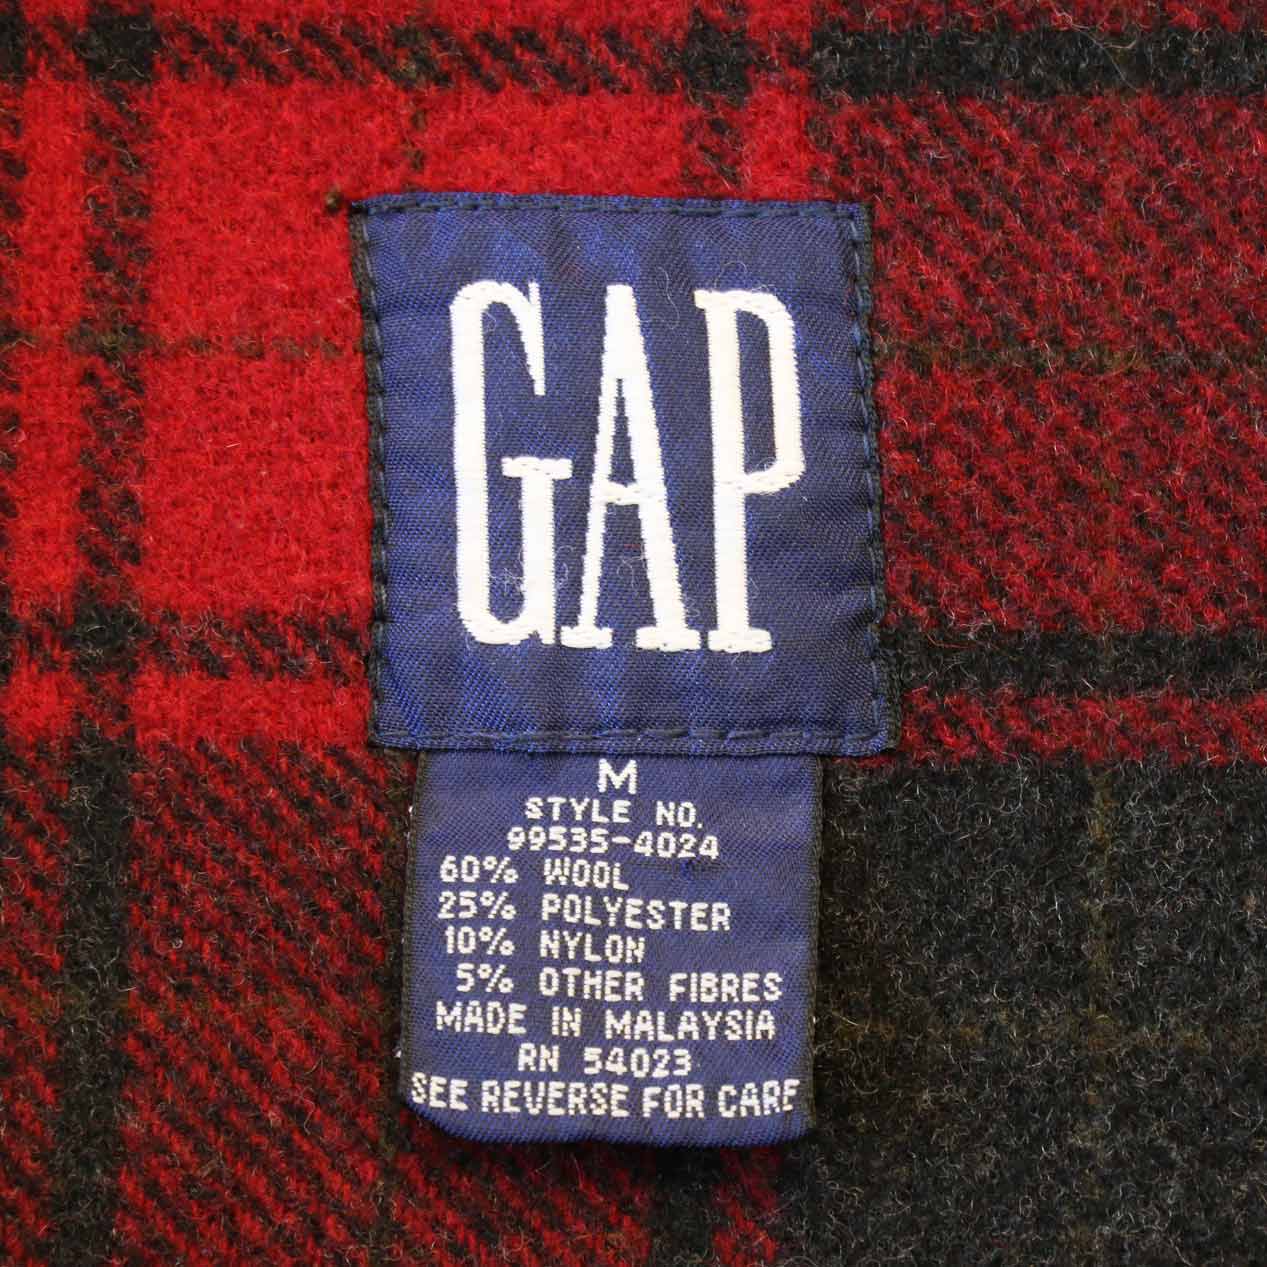 GAP
M
STYLE NO.
99535-4024
60% WOOL
25% POLYESTER
10% NYLON
5% OTHER FIBRES
MADE IN MALAYSIA
RN 54023
SEE REVERSE FOR CARE